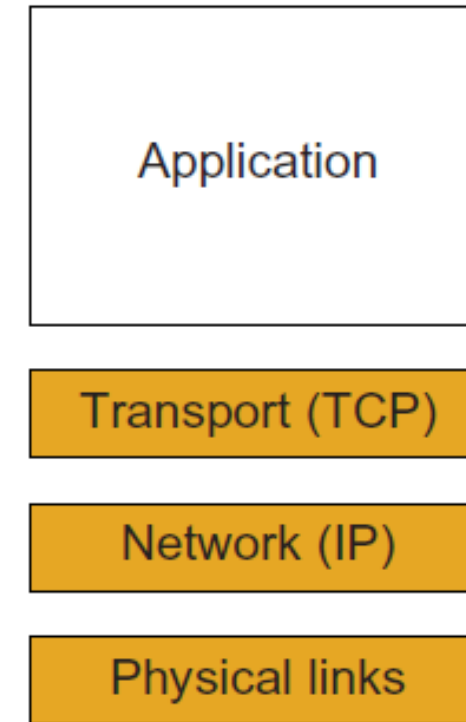 Application
Transport (TCP)
Network (IP)
Physical links